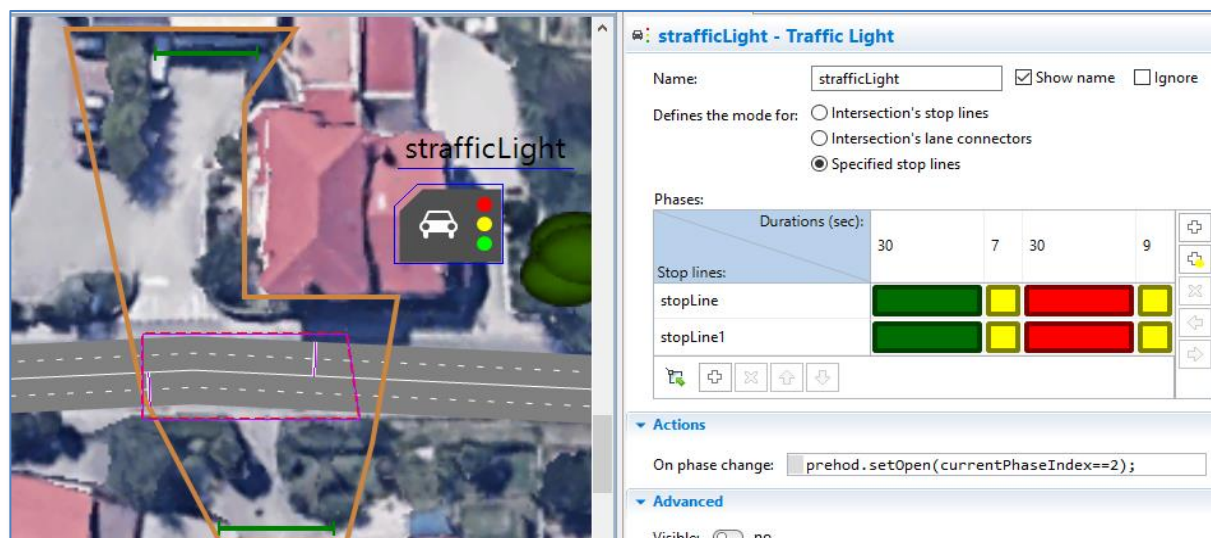 strafficLight
strafficLight - Traffic Light
Name:
strafficLight
Show name
Ignore
Defines the mode for:
Intersection's stop lines
Intersection's lane connectors
Specified stop lines
Phases:
Durations (sec):
30
7
30
9
Stop lines:
stopLine
stopLine1
Actions
On phase change:
prehod.setOpen(currentPhaseIndex==2);
Advanced
Visible:
no